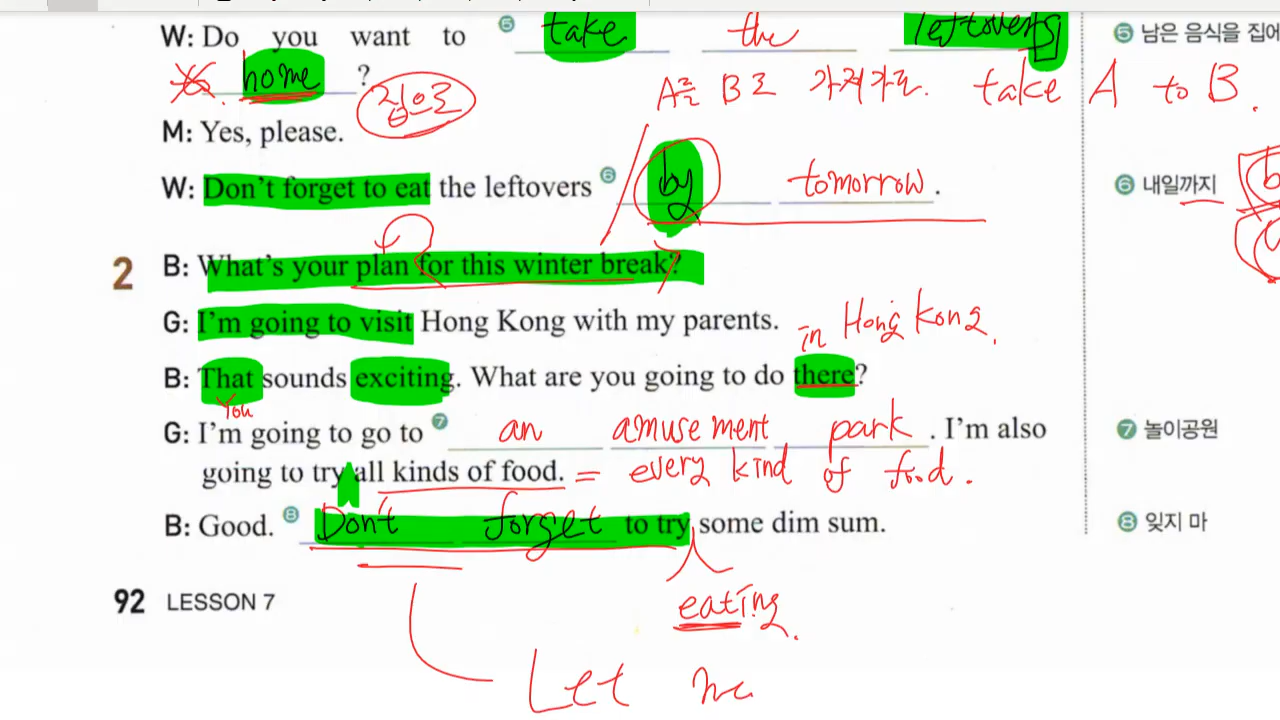 W: Do you want to ⑤ take the leftovers ⑤ 남은 음식을 집에
home ? 집으로 A를 B로 가져가다. take A to B.
M: Yes, please.
W: Don't forget to eat the leftovers ⑥ by tomorrow. ⑥ 내일까지
2 B: What's your plan for this winter break?
G: I'm going to visit Hong Kong with my parents. in Hong Kong.
B: That sounds exciting. What are you going to do there?
You
G: I'm going to go to ⑦ an amusement park. I'm also ⑦ 놀이공원
going to try all kinds of food. = every kind of food.
B: Good. ⑧ Don't forget to try some dim sum. ⑧ 잊지 마
eating.
92 LESSON 7
Let me